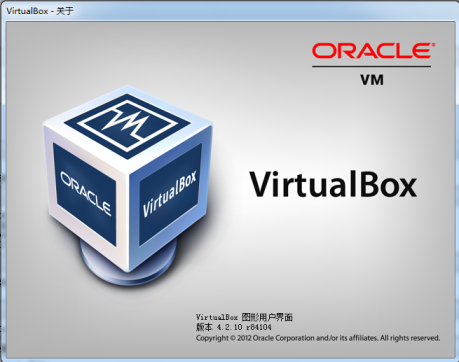 VirtualBox - 关于
ORACLE®
VM
ORACLE
VirtualBox
VirtualBox
VirtualBox 图形用户界面
版本 4.2.10 r84104
Copyright © 2012 Oracle Corporation and/or its affiliates. All rights reserved.